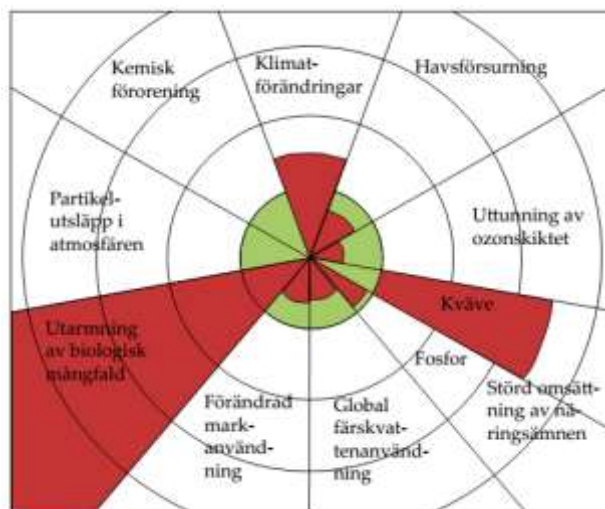 Kemisk
förorening
Klimat-
förändringar
Havsförsurning
Partikel-
utsläpp i
atmosfären
Uttunning av
ozonskiktet
Kväve
Utarmning
av biologisk
mångfald
Fosfor
Störd omsätt-
ning av nä-
ringsämnen
Förändrad
mark-
använd-
ning
Global
färskvat-
tenanvänd-
ning